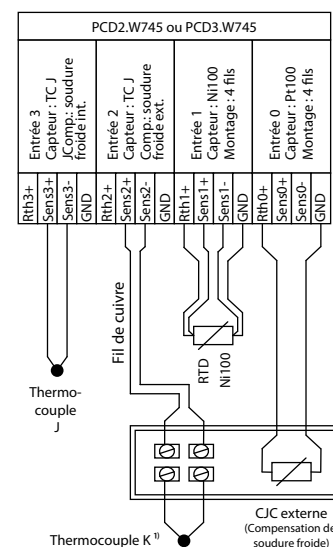 PCD2.W745 ou PCD3.W745
Entrée 3
Capteur : TC J
JComp.: soudure
froide int.
Entrée 2
Capteur : TC J
Comp.: soudure
froide ext.
Entrée 1
Capteur : Ni100
Montage : 4 fils
Entrée 0
Capteur : Pt100
Montage : 4 fils
Rth3+
Sens3+
Sens3-
GND
Rth2+
Sens2+
Sens2-
GND
Rth1+
Sens1+
Sens1-
GND
Rth0+
Sens0+
Sens0-
GND
Fil de cuivre
RTD
Ni100
Thermo-
couple
J
Thermocouple K 1)
CJC externe
(Compensation de
soudure froide)